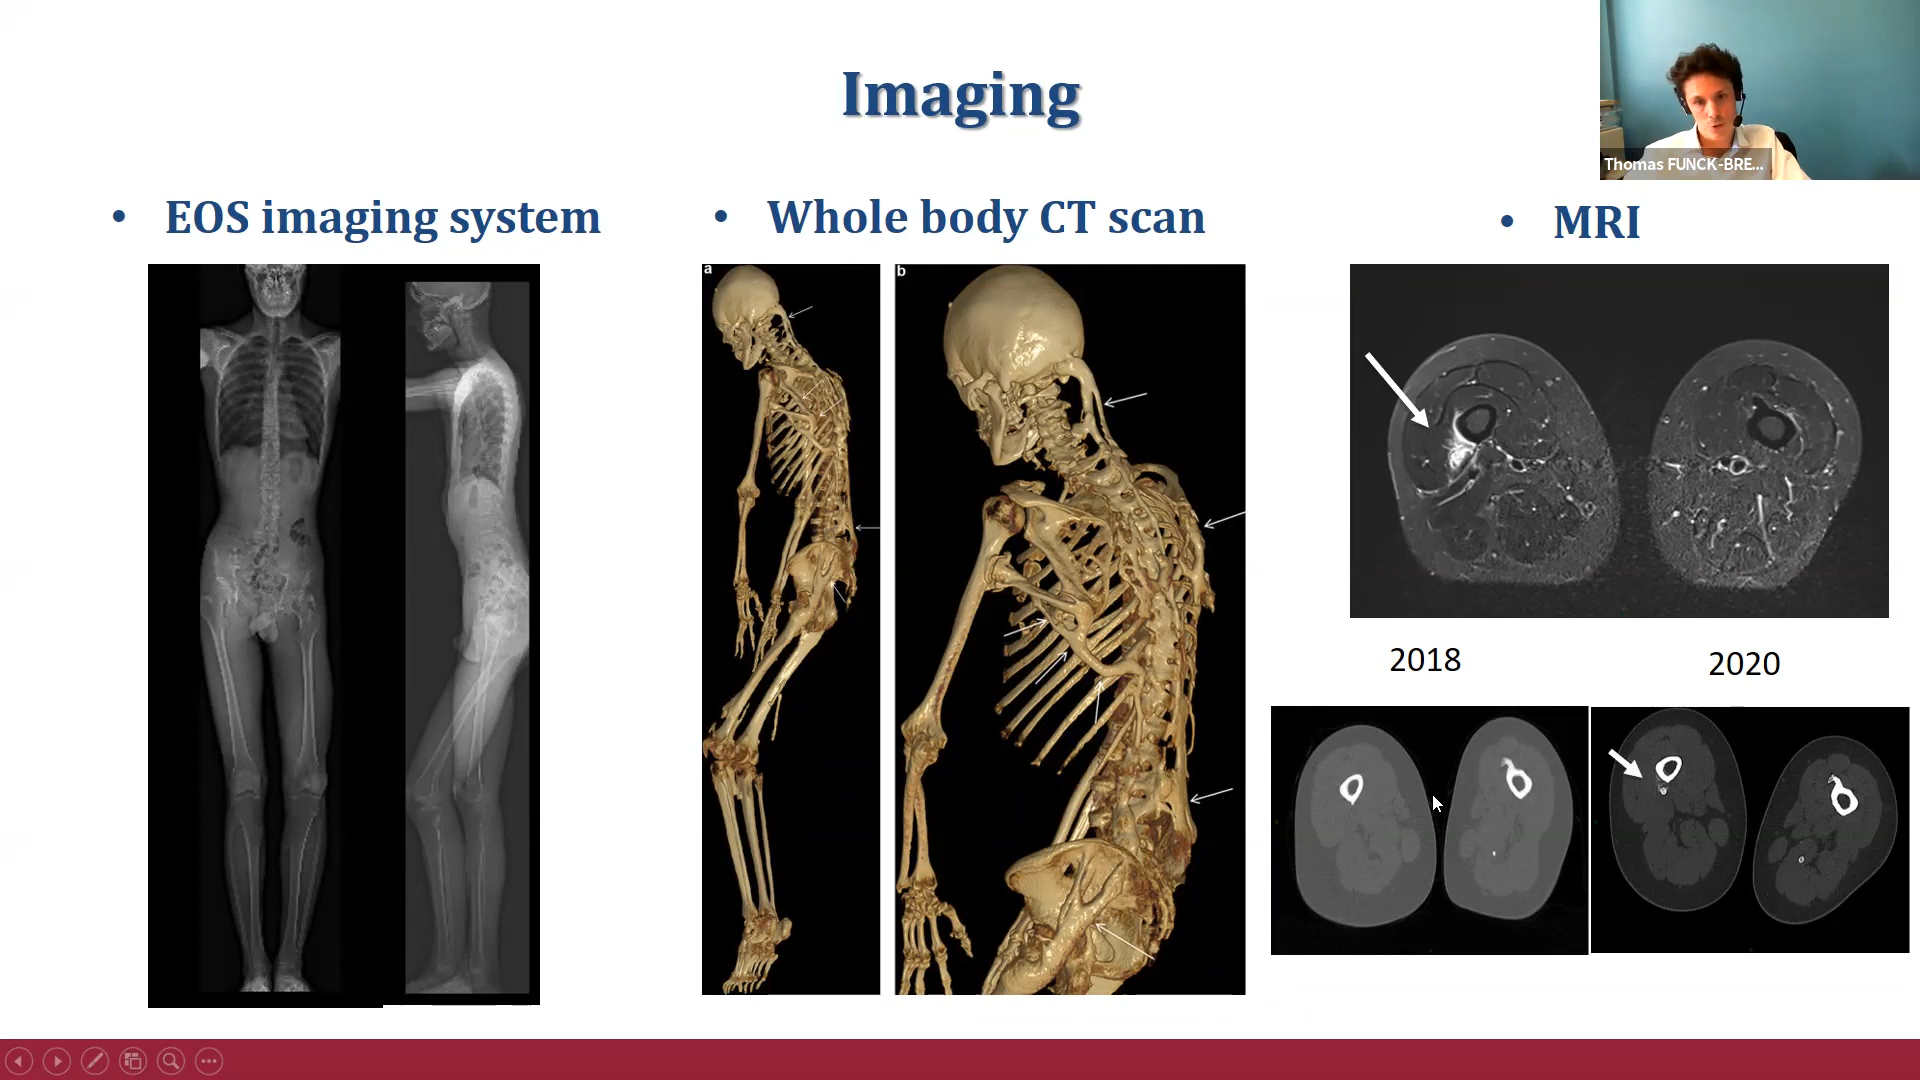 Imaging
Thomas FUNCK-BRE...
• EOS imaging system
• Whole body CT scan
• MRI
a
b
2018
2020